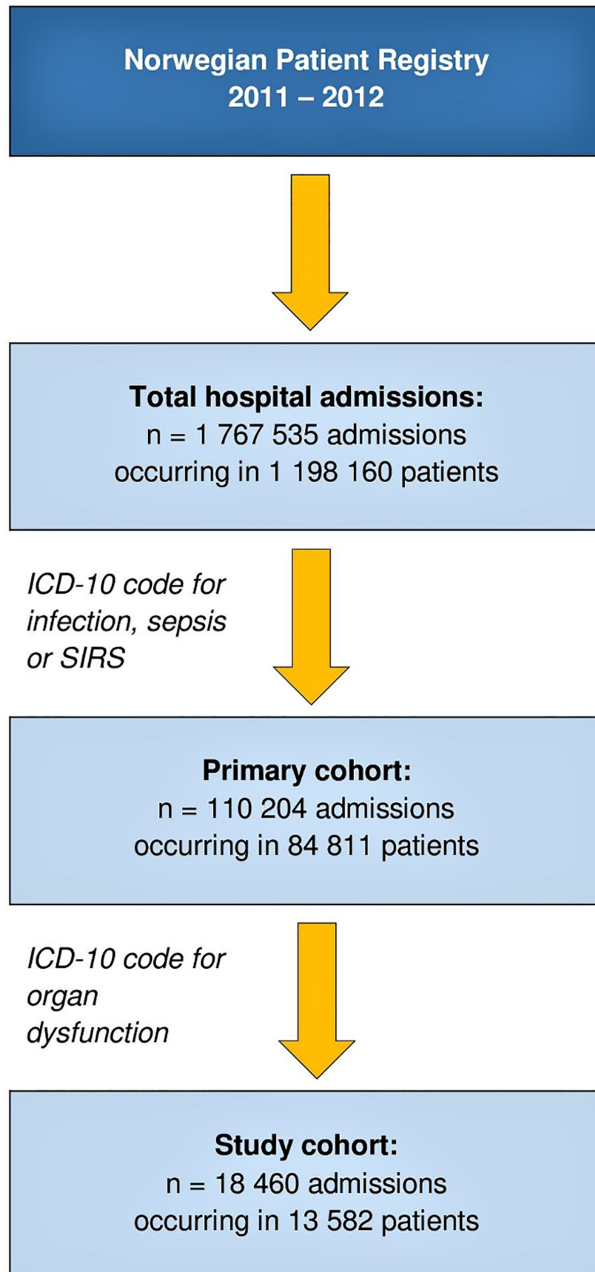 Norwegian Patient Registry
2011 – 2012
Total hospital admissions:
n = 1 767 535 admissions
occurring in 1 198 160 patients
ICD-10 code for
infection, sepsis
or SIRS
Primary cohort:
n = 110 204 admissions
occurring in 84 811 patients
ICD-10 code for
organ
dysfunction
Study cohort:
n = 18 460 admissions
occurring in 13 582 patients